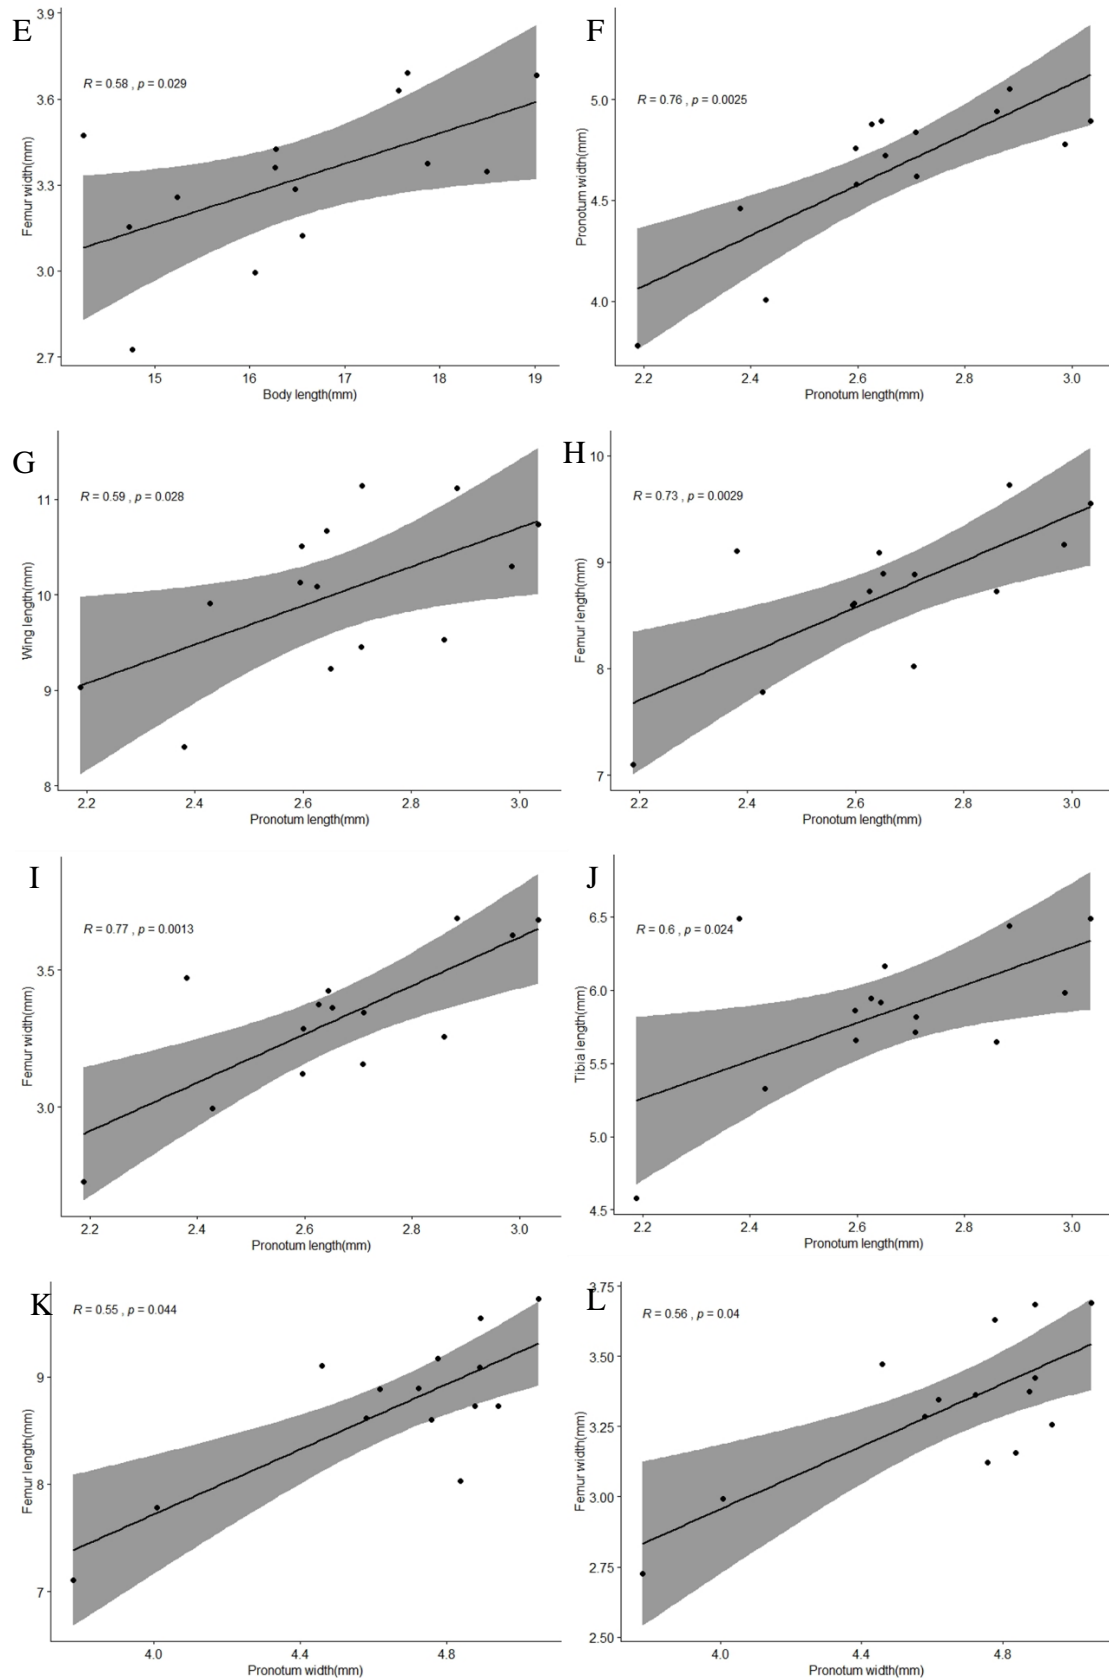 E
R = 0.58 , p = 0.029
Femur width(mm)
3.9
3.6
3.3
3.0
2.7
15 16 17 18 19
Body length(mm)
F
R = 0.76 , p = 0.0025
Pronotum width(mm)
5.0
4.5
4.0
2.2 2.4 2.6 2.8 3.0
Pronotum length(mm)
G
R = 0.59 , p = 0.028
Wing length(mm)
11
10
9
8
2.2 2.4 2.6 2.8 3.0
Pronotum length(mm)
H
R = 0.73 , p = 0.0029
Femur length(mm)
10
9
8
7
2.2 2.4 2.6 2.8 3.0
Pronotum length(mm)
I
R = 0.77 , p = 0.0013
Femur width(mm)
3.5
3.0
2.2 2.4 2.6 2.8 3.0
Pronotum length(mm)
J
R = 0.6 , p = 0.024
Tibia length(mm)
6.5
6.0
5.5
5.0
4.5
2.2 2.4 2.6 2.8 3.0
Pronotum length(mm)
K
R = 0.55 , p = 0.044
Femur length(mm)
9
8
7
4.0 4.4 4.8
Pronotum width(mm)
L
R = 0.56 , p = 0.04
Femur width(mm)
3.75
3.50
3.25
3.00
2.75
2.50
4.0 4.4 4.8
Pronotum width(mm)